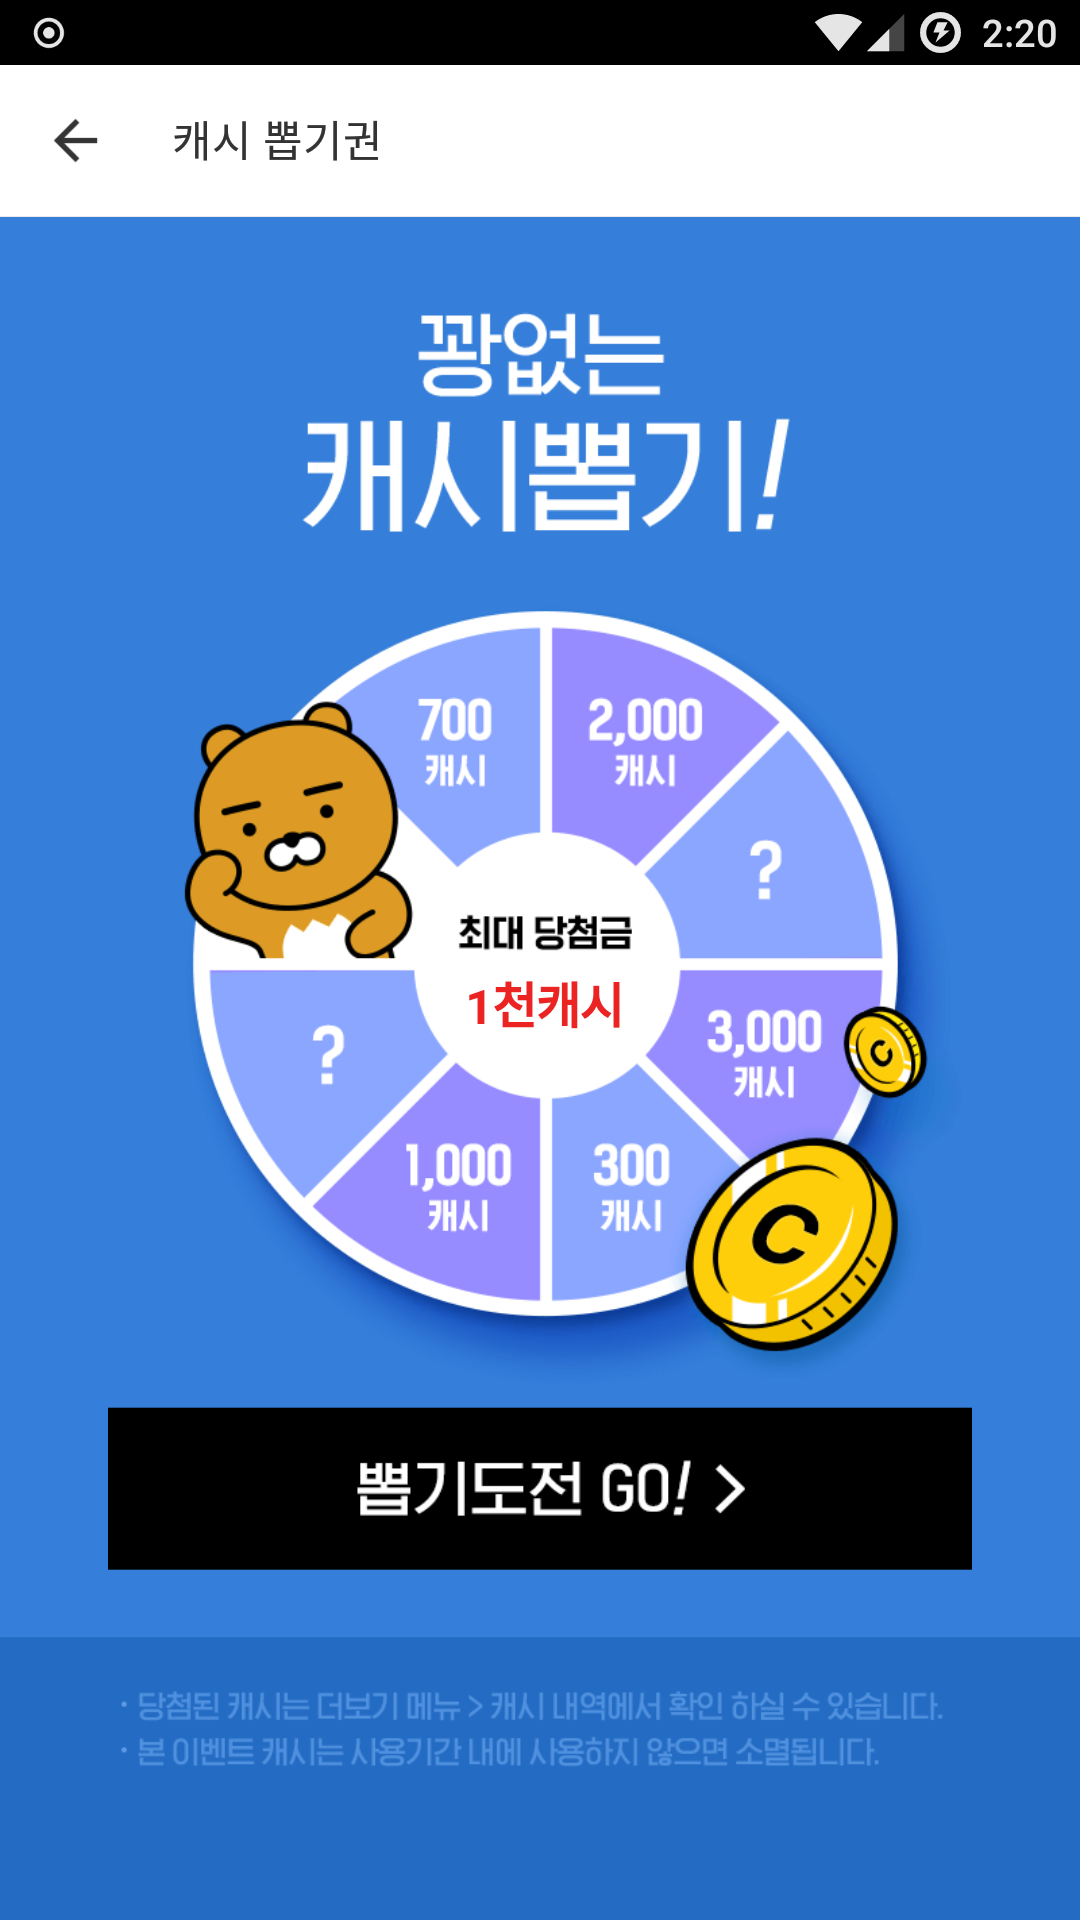 2:20
캐시 뽑기권
꽝없는
캐시뽑기!
700
캐시
2,000
캐시
?
최대 당첨금
1천캐시
?
3,000
캐시
1,000
캐시
300
캐시
C
C
뽑기도전 GO! >
· 당첨된 캐시는 더보기 메뉴 > 캐시 내역에서 확인 하실 수 있습니다.
· 본 이벤트 캐시는 사용기간 내에 사용하지 않으면 소멸됩니다.